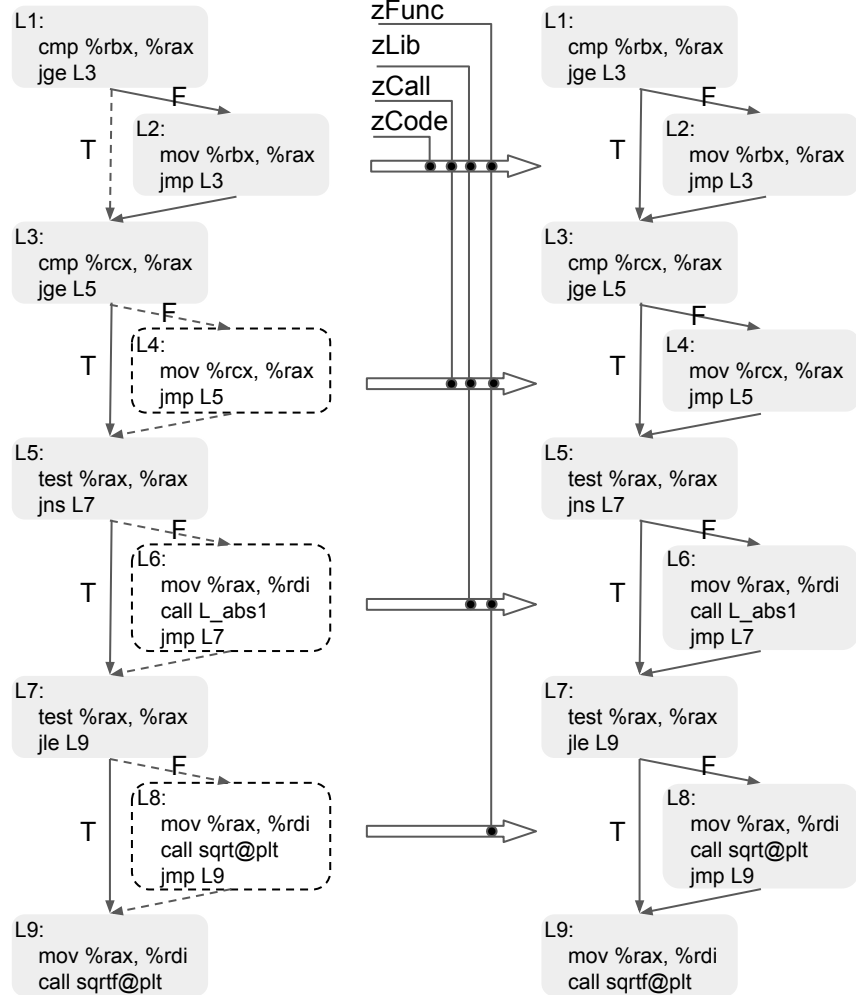 L1:
cmp %rbx, %rax
jge L3
F
T
L2:
mov %rbx, %rax
jmp L3
L3:
cmp %rcx, %rax
jge L5
F
T
L4:
mov %rcx, %rax
jmp L5
L5:
test %rax, %rax
jns L7
F
T
L6:
mov %rax, %rdi
call L_abs1
jmp L7
L7:
test %rax, %rax
jle L9
F
T
L8:
mov %rax, %rdi
call sqrt@plt
jmp L9
L9:
mov %rax, %rdi
call sqrtf@plt
zFunc
zLib
zCall
zCode
L1:
cmp %rbx, %rax
jge L3
F
T
L2:
mov %rbx, %rax
jmp L3
L3:
cmp %rcx, %rax
jge L5
F
T
L4:
mov %rcx, %rax
jmp L5
L5:
test %rax, %rax
jns L7
F
T
L6:
mov %rax, %rdi
call L_abs1
jmp L7
L7:
test %rax, %rax
jle L9
F
T
L8:
mov %rax, %rdi
call sqrt@plt
jmp L9
L9:
mov %rax, %rdi
call sqrtf@plt